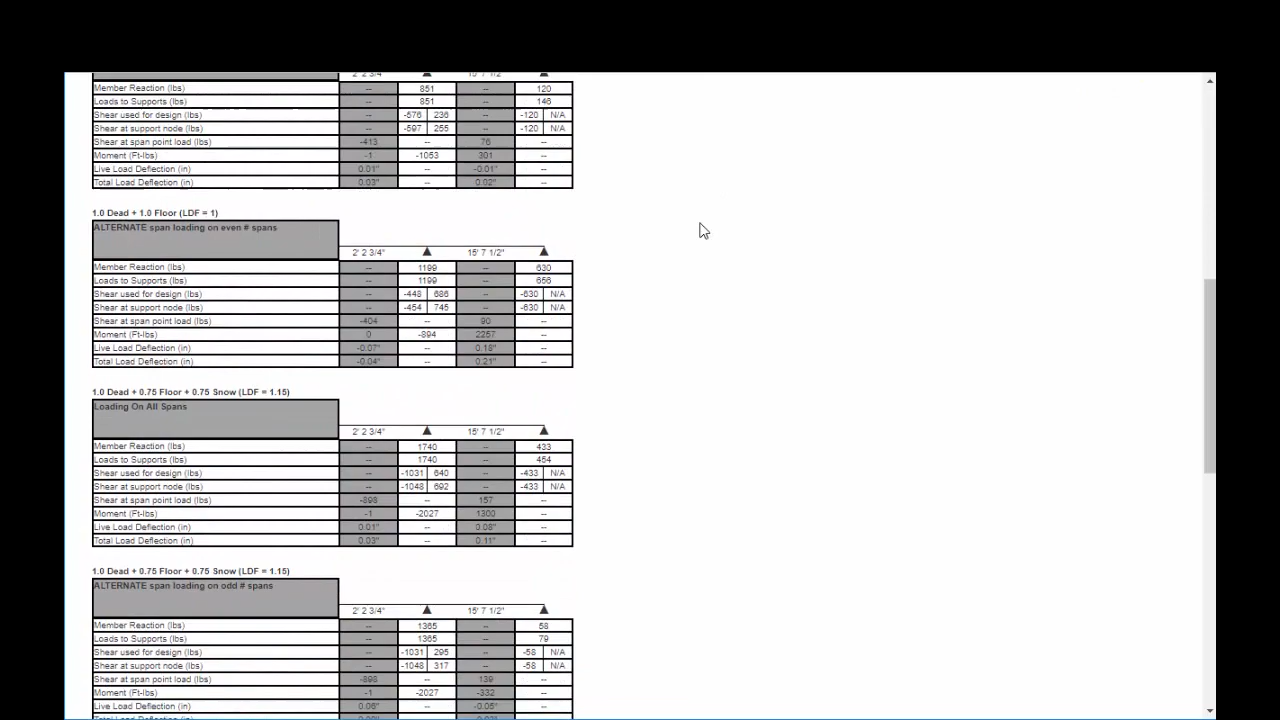 2' 2 3/4" 15' 7 1/2"
Member Reaction (lbs) -- 851 -- 120
Loads to Supports (lbs) -- 851 -- 146
Shear used for design (lbs) -- -576 236 -- -120 N/A
Shear at support node (lbs) -- -597 255 -- -120 N/A
Shear at span point load (lbs) -413 -- 76 --
Moment (Ft-lbs) -1 -1053 301 --
Live Load Deflection (in) 0.01" -- -0.01" --
Total Load Deflection (in) 0.03" -- 0.02" --
1.0 Dead + 1.0 Floor (LDF = 1)
ALTERNATE span loading on even # spans
2' 2 3/4" 15' 7 1/2"
Member Reaction (lbs) -- 1199 -- 630
Loads to Supports (lbs) -- 1199 -- 656
Shear used for design (lbs) -- -448 686 -- -630 N/A
Shear at support node (lbs) -- -454 745 -- -630 N/A
Shear at span point load (lbs) -404 -- 90 --
Moment (Ft-lbs) 0 -894 2257 --
Live Load Deflection (in) -0.07" -- 0.18" --
Total Load Deflection (in) -0.04" -- 0.21" --
1.0 Dead + 0.75 Floor + 0.75 Snow (LDF = 1.15)
Loading On All Spans
2' 2 3/4" 15' 7 1/2"
Member Reaction (lbs) -- 1740 -- 433
Loads to Supports (lbs) -- 1740 -- 454
Shear used for design (lbs) -- -1031 640 -- -433 N/A
Shear at support node (lbs) -- -1048 692 -- -433 N/A
Shear at span point load (lbs) -898 -- 157 --
Moment (Ft-lbs) -1 -2027 1300 --
Live Load Deflection (in) 0.01" -- 0.08" --
Total Load Deflection (in) 0.03" -- 0.11" --
1.0 Dead + 0.75 Floor + 0.75 Snow (LDF = 1.15)
ALTERNATE span loading on odd # spans
2' 2 3/4" 15' 7 1/2"
Member Reaction (lbs) -- 1365 -- 58
Loads to Supports (lbs) -- 1365 -- 79
Shear used for design (lbs) -- -1031 295 -- -58 N/A
Shear at support node (lbs) -- -1048 317 -- -58 N/A
Shear at span point load (lbs) -898 -- 139 --
Moment (Ft-lbs) -1 -2027 -332 --
Live Load Deflection (in) 0.06" -- -0.05" --